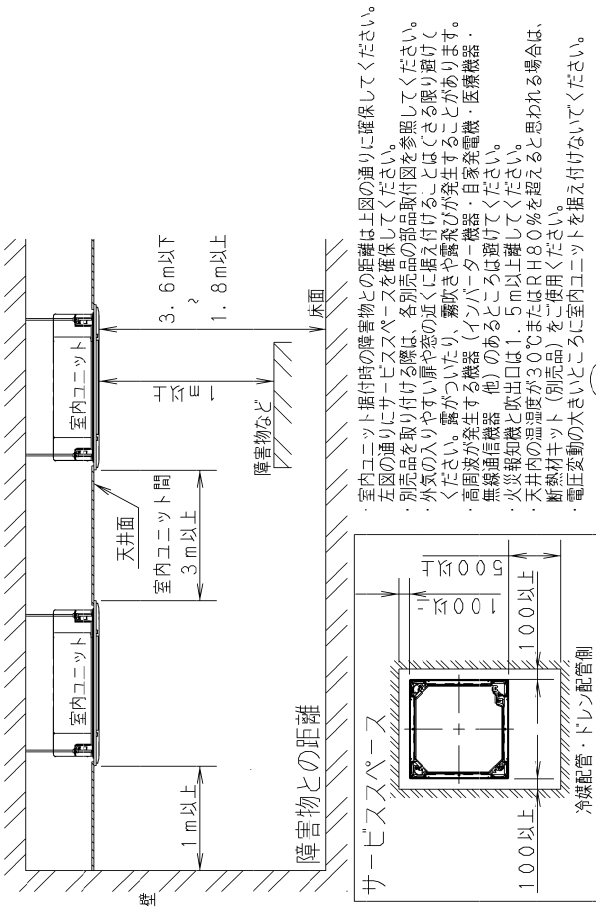 壁
1m以上
室内ユニット
天井面
室内ユニット間
3m以上
室内ユニット
1m以上
障害物など
3.6m以下
~
1.8m以上
床面
障害物との距離
サービススペース
100以上
500以上
100以上
100以上
冷媒配管・ドレン配管側
・室内ユニット据付時の障害物との距離は上図の通りに確保してください。
左図の通りにサービススペースを確保してください。
・別売品を取り付ける際は、各別売品の部品取付図を参照してください。
・外気の入りやすい扉や窓の近くに据え付けることはできる限り避けて
ください。露がついたり、霧吹きや露飛びが発生することがあります。
・高周波が発生する機器(インバーター機器・自家発電機・医療機器・
無線通信機器 他)のあるところは避けてください。
・火災報知機と吹出口は1.5m以上離してください。
・天井内の温湿度が30℃またはRH80%を超えると思われる場合は、
断熱材キット(別売品)をご使用ください。
・電圧変動の大きいところに室内ユニットを据え付けないでください。